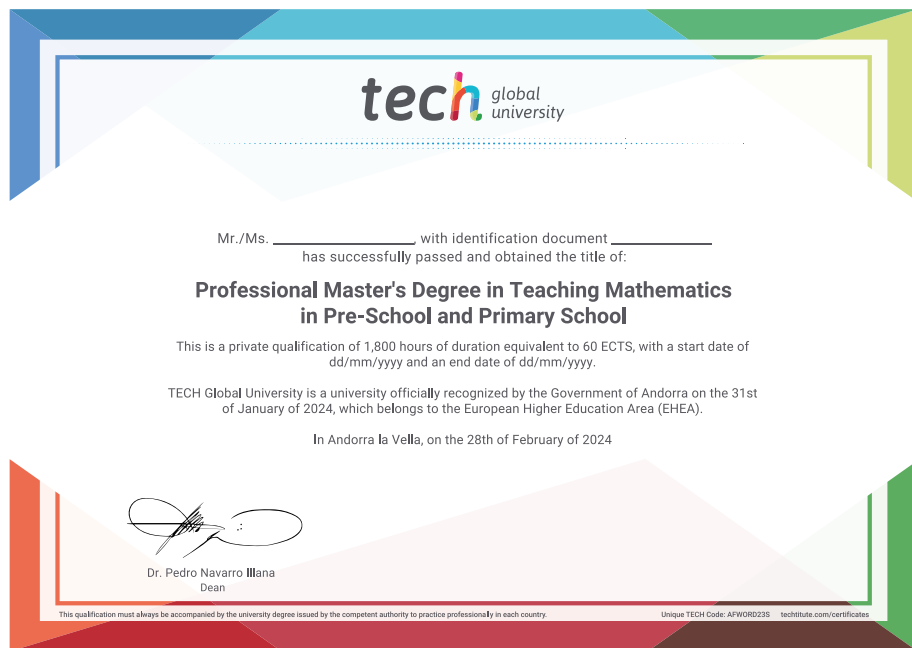 tech global
university
Mr./Ms. ____________________, with identification document ______________
has successfully passed and obtained the title of:
Professional Master's Degree in Teaching Mathematics
in Pre-School and Primary School
This is a private qualification of 1,800 hours of duration equivalent to 60 ECTS, with a start date of
dd/mm/yyyy and an end date of dd/mm/yyyy.
TECH Global University is a university officially recognized by the Government of Andorra on the 31st
of January of 2024, which belongs to the European Higher Education Area (EHEA).
In Andorra la Vella, on the 28th of February of 2024
Dr. Pedro Navarro Illana
Dean
This qualification must always be accompanied by the university degree issued by the competent authority to practice professionally in each country.
Unique TECH Code: AFWORD23S techtitute.com/certificates